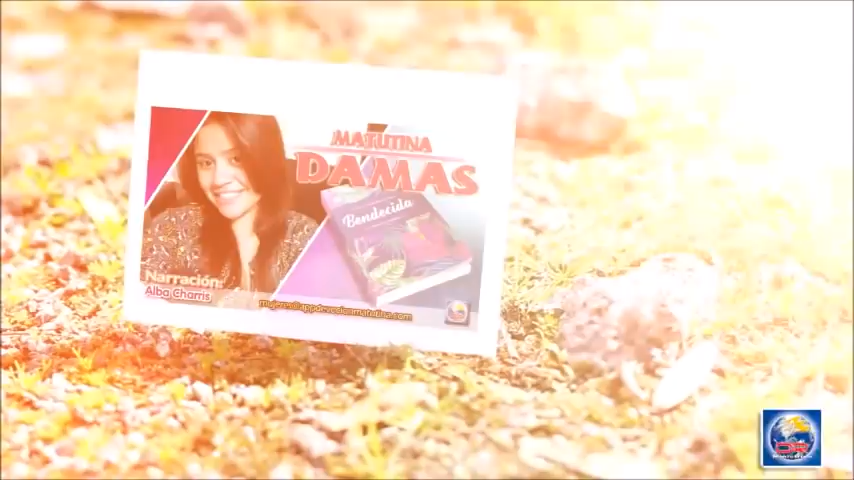 MATUTINA
DAMAS
Bendecida
Narración:
Alba Charris